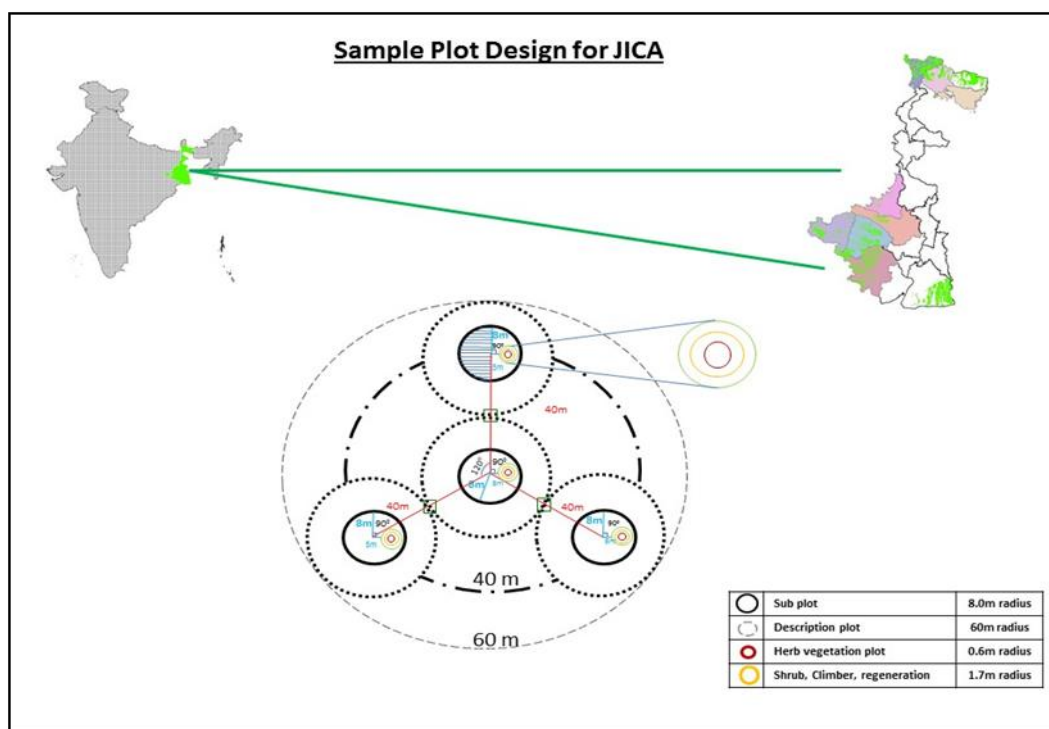 Sample Plot Design for JICA
8m
90°
5m
40m
120°
90°
8m
8m
40m
40m
8m
90°
5m
8m
90°
40 m
60 m
Sub plot 8.0m radius
Description plot 60m radius
Herb vegetation plot 0.6m radius
Shrub, Climber, regeneration 1.7m radius